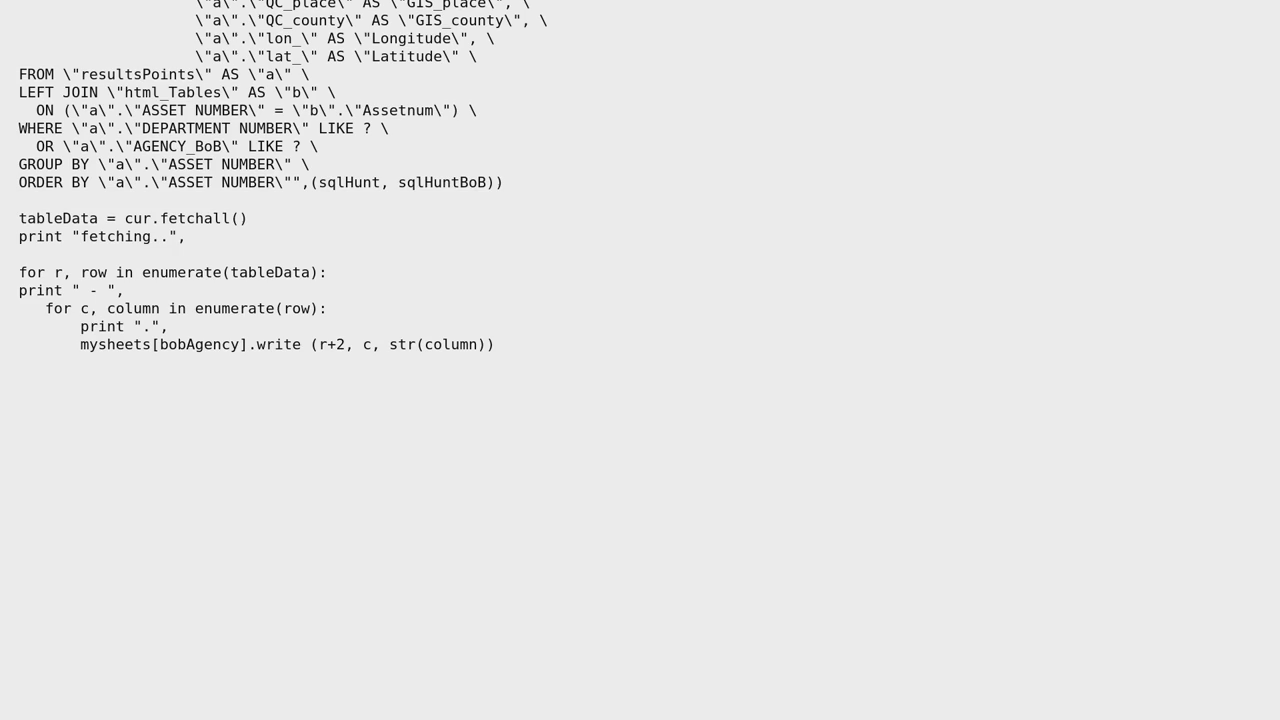 \"a\".\"QC_place\" AS \"GIS_place\", \
\"a\".\"QC_county\" AS \"GIS_county\", \
\"a\".\"lon_\" AS \"Longitude\", \
\"a\".\"lat_\" AS \"Latitude\" \
FROM \"resultsPoints\" AS \"a\" \
LEFT JOIN \"html_Tables\" AS \"b\" \
ON (\"a\".\"ASSET NUMBER\" = \"b\".\"Assetnum\") \
WHERE \"a\".\"DEPARTMENT NUMBER\" LIKE ? \
OR \"a\".\"AGENCY_BoB\" LIKE ? \
GROUP BY \"a\".\"ASSET NUMBER\" \
ORDER BY \"a\".\"ASSET NUMBER\"",(sqlHunt, sqlHuntBoB))
tableData = cur.fetchall()
print "fetching..",
for r, row in enumerate(tableData):
print " - ",
for c, column in enumerate(row):
print ".",
mysheets[bobAgency].write (r+2, c, str(column))